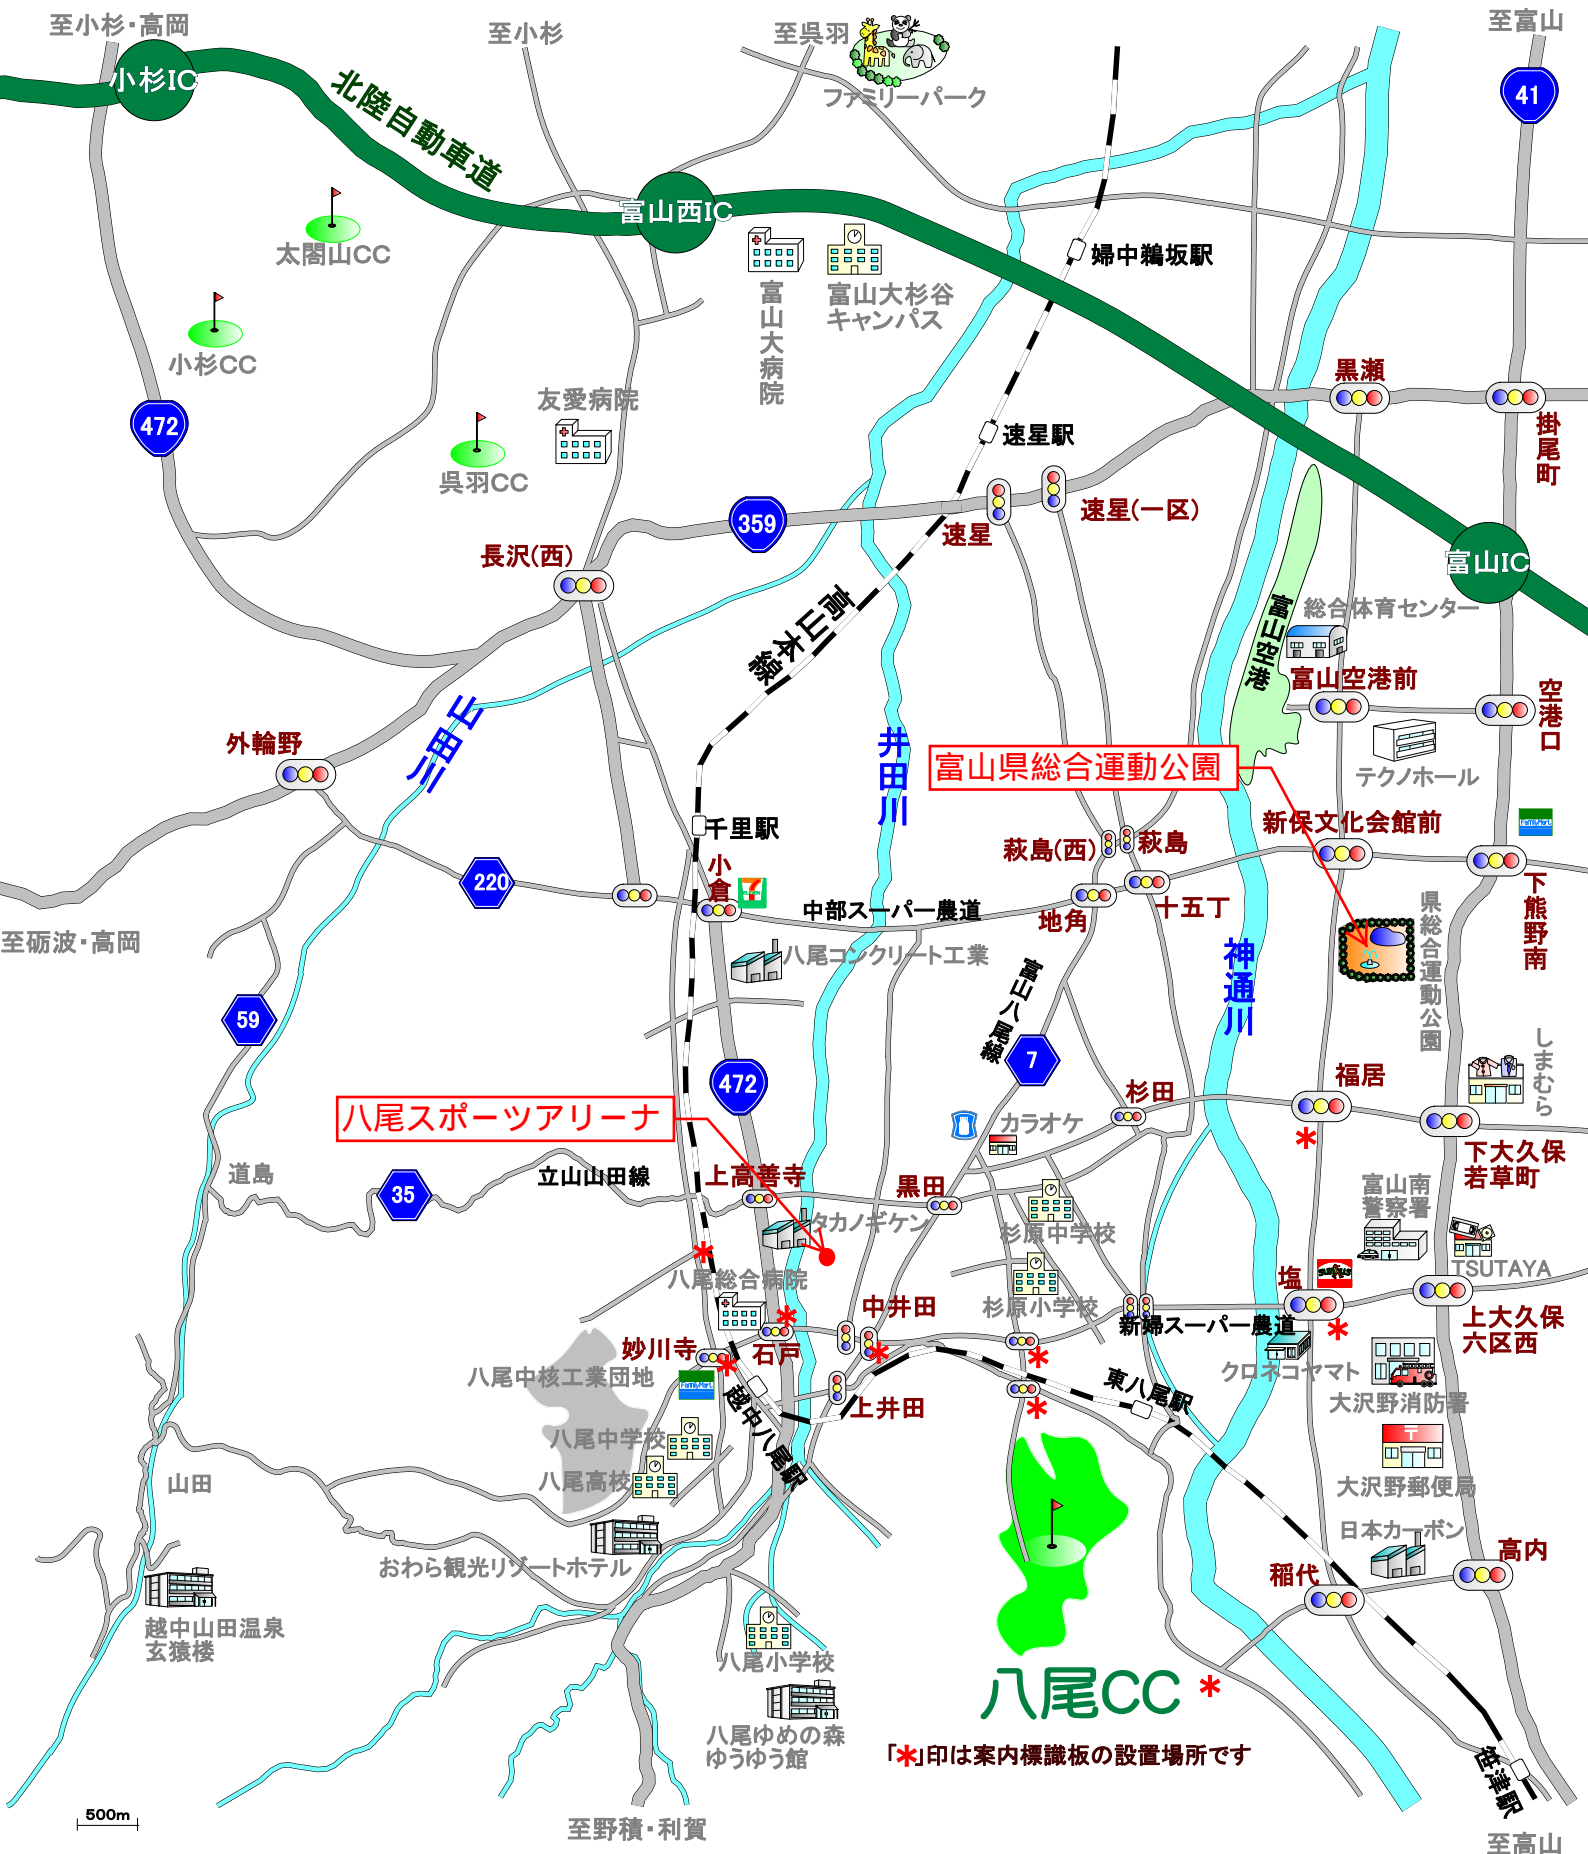 至小杉・高岡
至小杉
至呉羽
至富山
小杉IC
北陸自動車道
ファミリーパーク
41
富山西IC
太閤山CC
婦中鵜坂駅
富山大病院
富山大杉谷
キャンパス
小杉CC
黒瀬
友愛病院
472
掛尾町
速星駅
呉羽CC
359
速星(一区)
速星
長沢(西)
富山IC
高山本線
富山空港
総合体育センター
富山空港前
空港口
山田川
外輪野
井田川
富山県総合運動公園
テクノホール
千里駅
新保文化会館前
FamilyMart
萩島(西)
萩島
小倉
7
ELEVEN
220
中部スーパー農道
地角
十五丁
下熊野南
至砺波・高岡
八尾コンクリート工業
神通川
県総合運動公園
富山八尾線
59
7
472
しまむら
福居
杉田
八尾スポーツアリーナ
カラオケ
下大久保
若草町
道島
35
立山山田線
上高善寺
黒田
富山南
警察署
タカノギケン
杉原中学校
TSUTAYA
八尾総合病院
塩
SUNKUS
杉原小学校
中井田
新婦スーパー農道
上大久保
六区西
妙川寺
石戸
クロネコヤマト
八尾中核工業団地
FamilyMart
越中八尾駅
上井田
東八尾駅
大沢野消防署
八尾中学校
〒
山田
八尾高校
大沢野郵便局
日本カーボン
おわら観光リゾートホテル
高内
稲代
越中山田温泉
玄猿楼
八尾小学校
八尾CC
八尾ゆめの森
ゆうゆう館
「*」印は案内標識板の設置場所です
笹津駅
500m
至野積・利賀
至高山